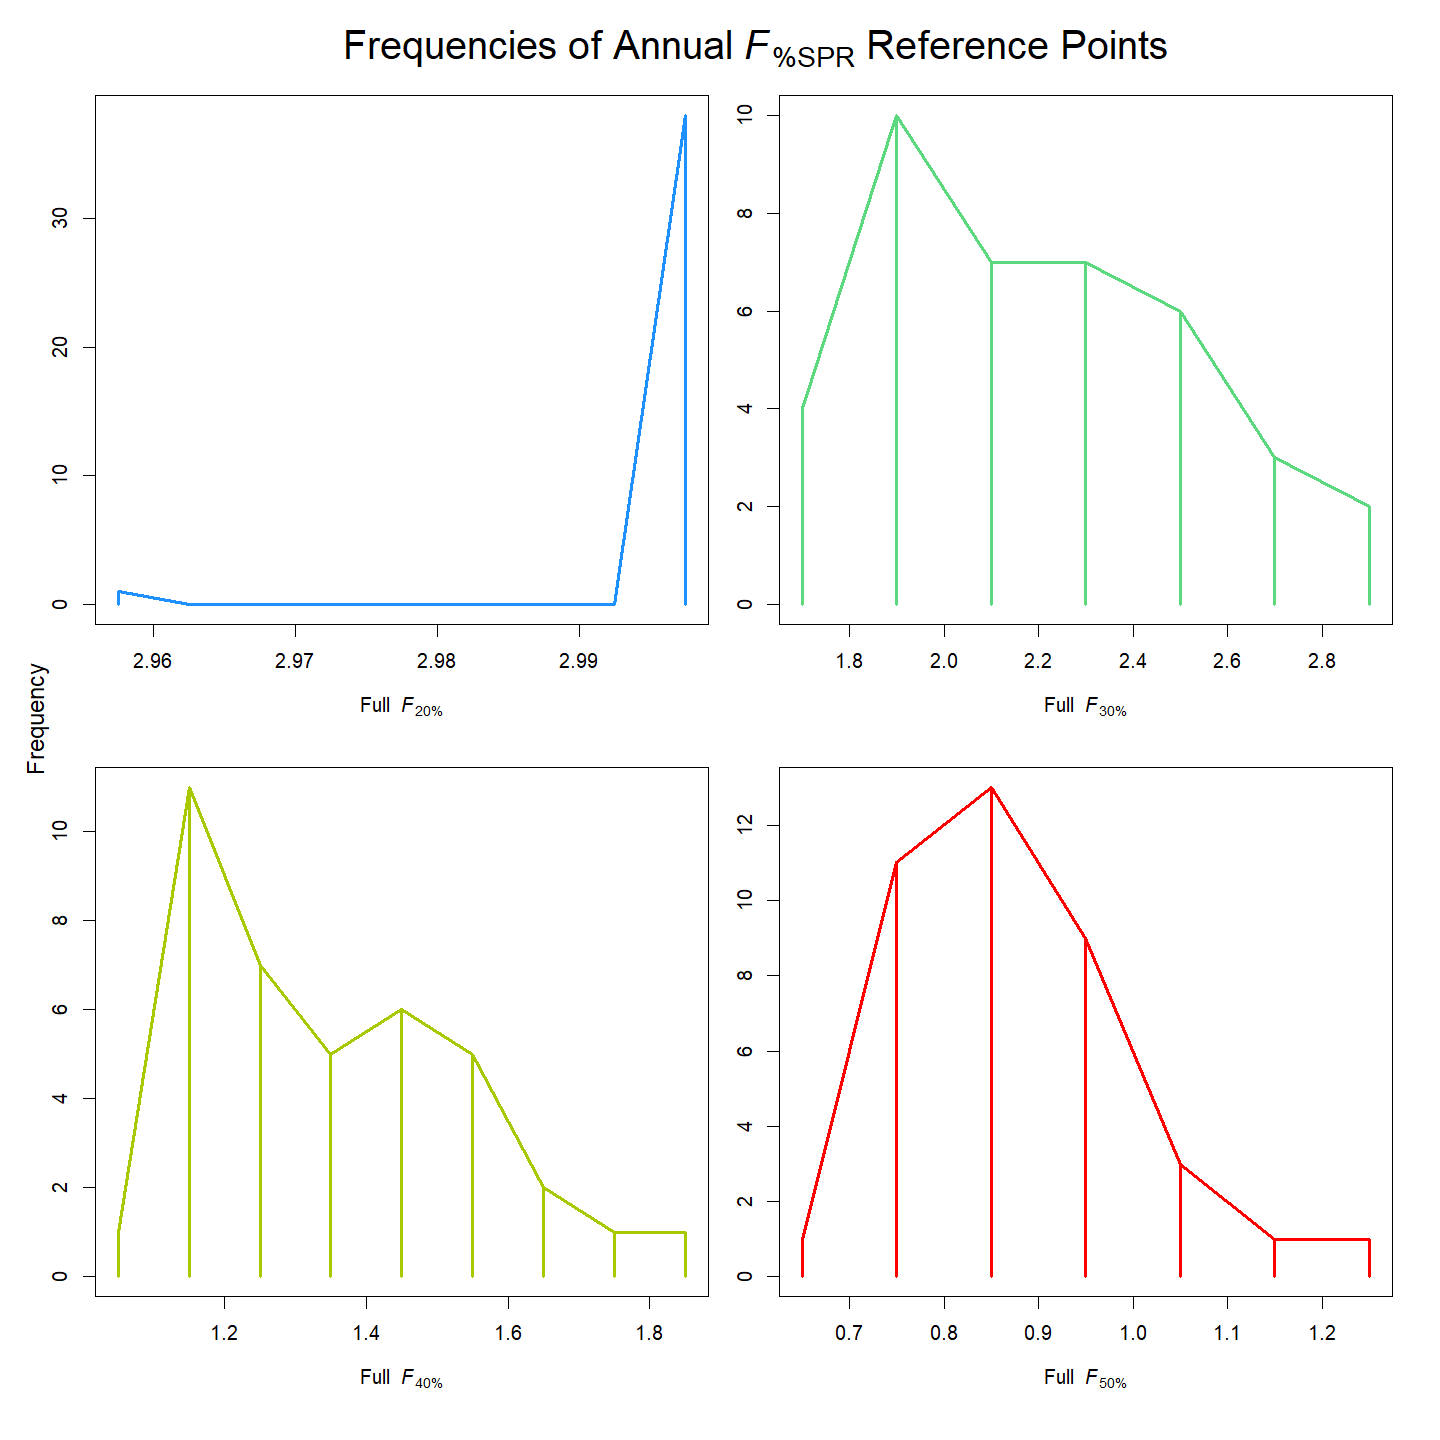 Frequencies of Annual F%SPR Reference Points
Frequency
0 10 20 30
2.96 2.97 2.98 2.99
Full F20%
0 2 4 6 8 10
1.8 2.0 2.2 2.4 2.6 2.8
Full F30%
0 2 4 6 8 10
1.2 1.4 1.6 1.8
Full F40%
0 2 4 6 8 10 12
0.7 0.8 0.9 1.0 1.1 1.2
Full F50%